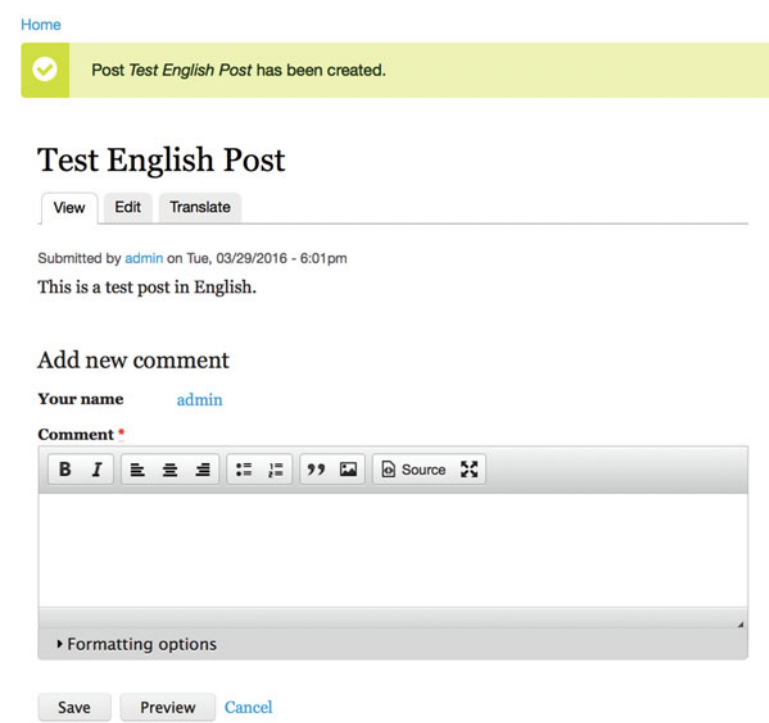 Home
Post Test English Post has been created.
Test English Post
View Edit Translate
Submitted by admin on Tue, 03/29/2016 - 6:01pm
This is a test post in English.
Add new comment
Your name admin
Comment *
B I Source
Formatting options
Save Preview Cancel